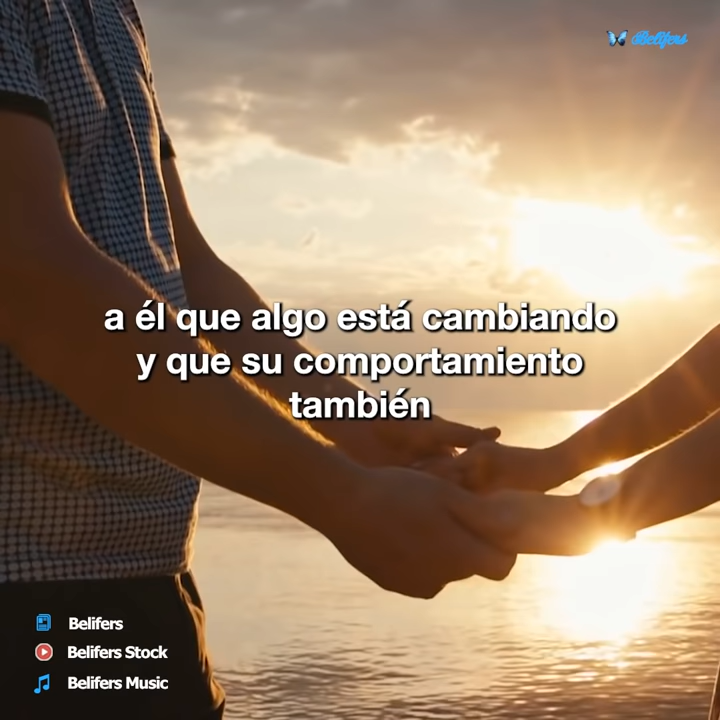 Belifers
a él que algo está cambiando
y que su comportamiento
también
Belifers
Belifers Stock
Belifers Music